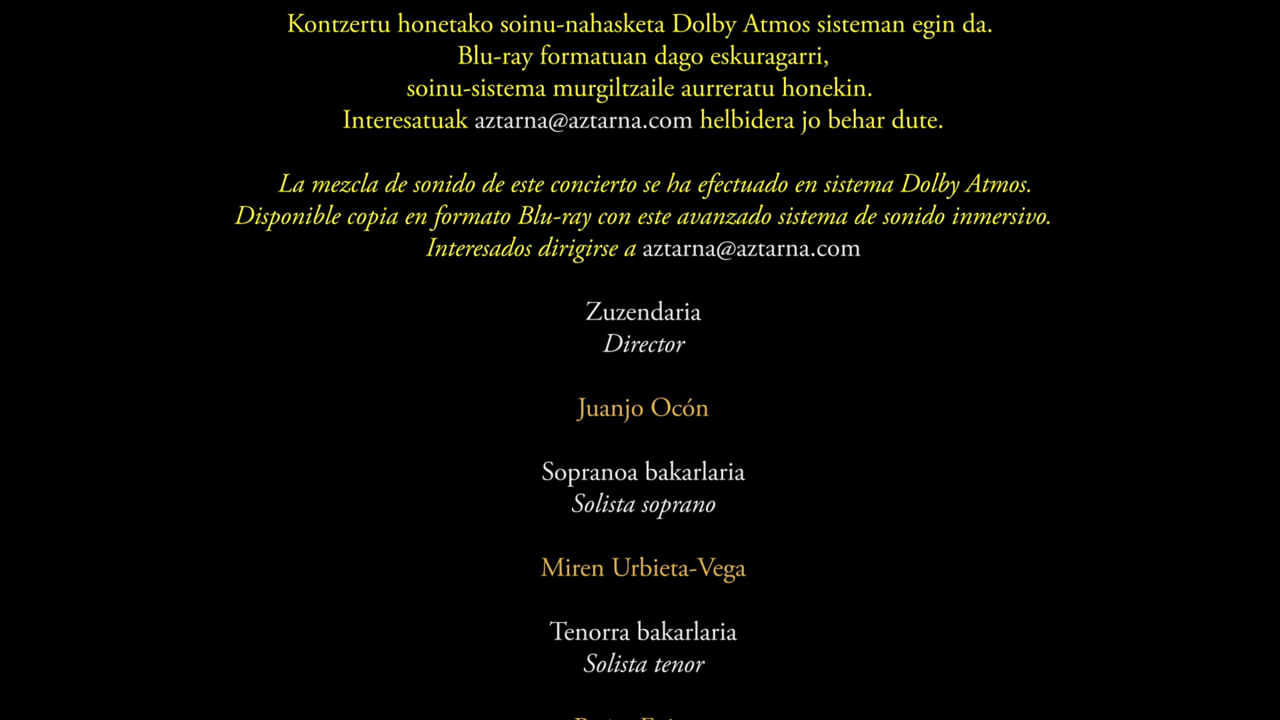 Kontzertu honetako soinu-nahasketa Dolby Atmos sisteman egin da.
Blu-ray formatuan dago eskuragarri,
soinu-sistema murgiltzaile aurreratu honekin.
Interesatuak aztarna@aztarna.com helbidera jo behar dute.
La mezcla de sonido de este concierto se ha efectuado en sistema Dolby Atmos.
Disponible copia en formato Blu-ray con este avanzado sistema de sonido inmersivo.
Interesados dirigirse a aztarna@aztarna.com
Zuzendaria
Director
Juanjo Ocón
Sopranoa bakarlaria
Solista soprano
Miren Urbieta-Vega
Tenorra bakarlaria
Solista tenor